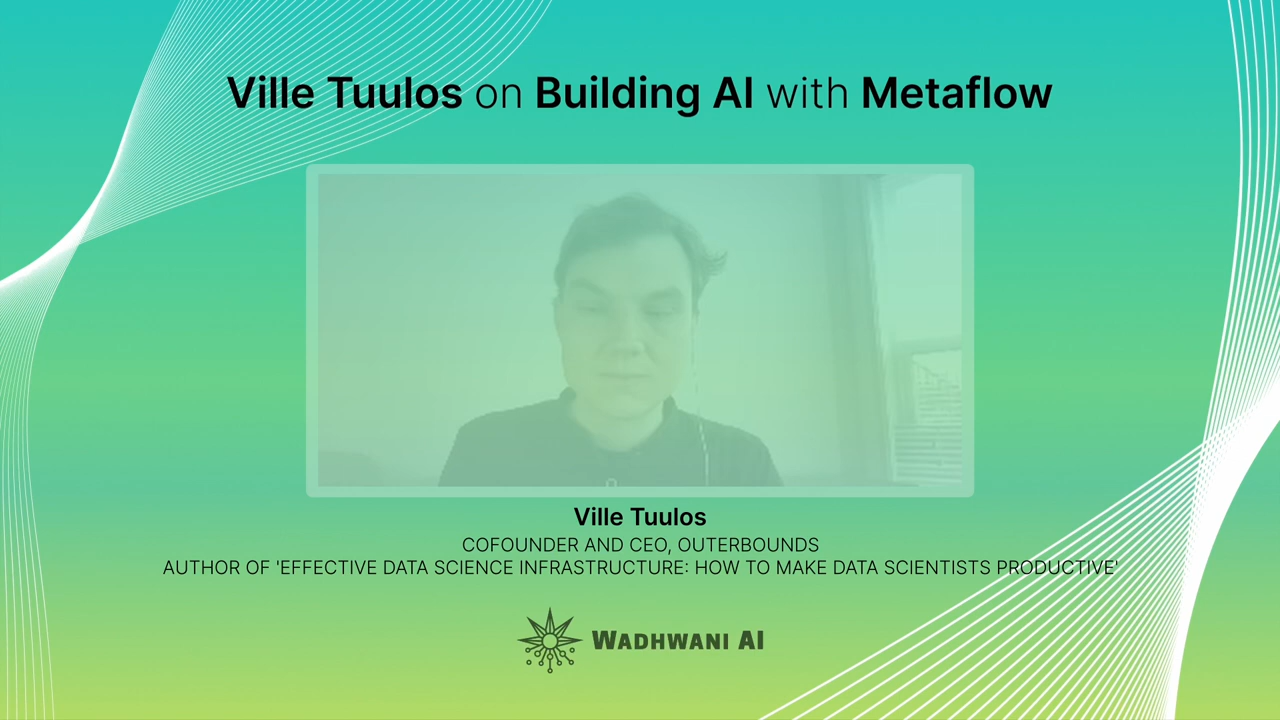 Ville Tuulos on Building AI with Metaflow
Ville Tuulos
COFOUNDER AND CEO, OUTERBOUNDS
AUTHOR OF 'EFFECTIVE DATA SCIENCE INFRASTRUCTURE: HOW TO MAKE DATA SCIENTISTS PRODUCTIVE'
WADHWANI AI